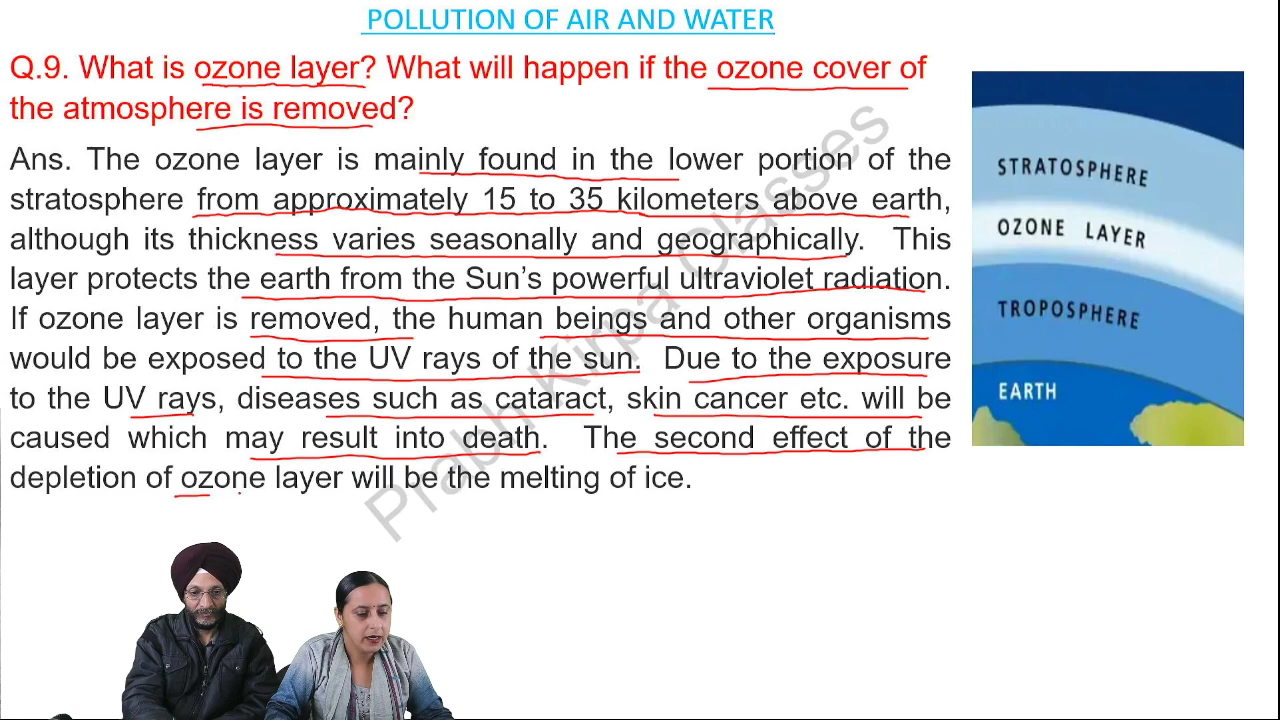 POLLUTION OF AIR AND WATER
Q.9. What is ozone layer? What will happen if the ozone cover of
the atmosphere is removed?
Ans. The ozone layer is mainly found in the lower portion of the
stratosphere from approximately 15 to 35 kilometers above earth,
although its thickness varies seasonally and geographically. This
layer protects the earth from the Sun's powerful ultraviolet radiation.
If ozone layer is removed, the human beings and other organisms
would be exposed to the UV rays of the sun. Due to the exposure
to the UV rays, diseases such as cataract, skin cancer etc. will be
caused which may result into death. The second effect of the
depletion of ozone layer will be the melting of ice.
STRATOSPHERE
OZONE LAYER
TROPOSPHERE
EARTH
Prabh Kirpa Classes